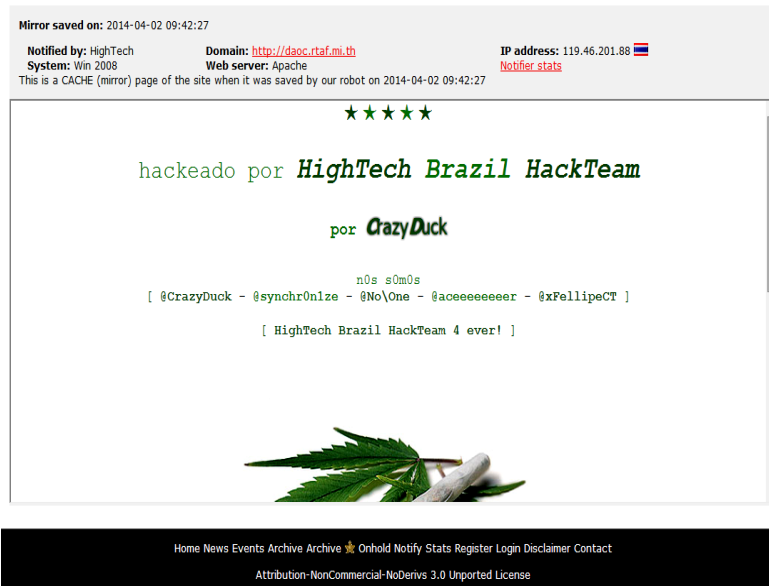 Mirror saved on: 2014-04-02 09:42:27
Notified by: HighTech Domain: http://daoc.rtaf.mi.th IP address: 119.46.201.88
System: Win 2008 Web server: Apache Notifier stats
This is a CACHE (mirror) page of the site when it was saved by our robot on 2014-04-02 09:42:27
★★★★★
hackeado por HighTech Brazil HackTeam
por CrazyDuck
n0s s0m0s
[ @CrazyDuck - @synchr0n1ze - @No\One - @aceeeeeeeer - @xFellipeCT ]
[ HighTech Brazil HackTeam 4 ever! ]
Home News Events Archive Archive ★ Onhold Notify Stats Register Login Disclaimer Contact
Attribution-NonCommercial-NoDerivs 3.0 Unported License